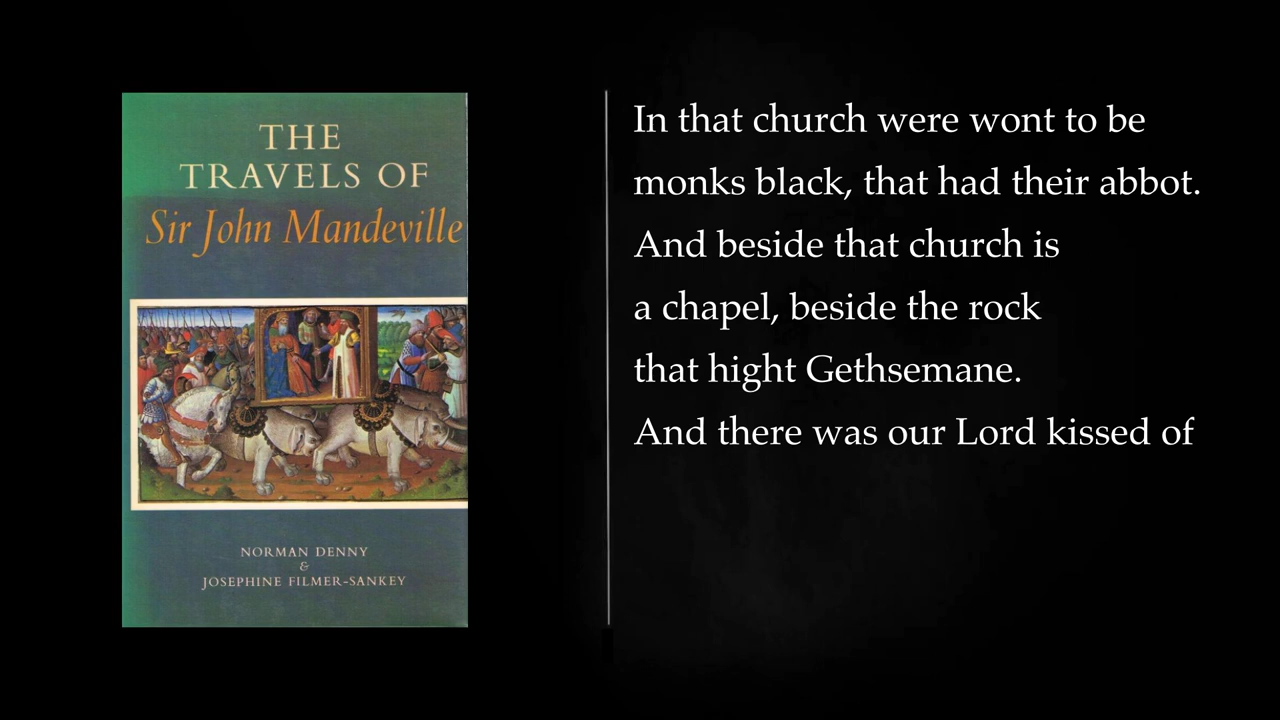 THE
TRAVELS OF
Sir John Mandeville
NORMAN DENNY
&
JOSEPHINE FILMER-SANKEY
In that church were wont to be
monks black, that had their abbot.
And beside that church is
a chapel, beside the rock
that hight Gethsemane.
And there was our Lord kissed of